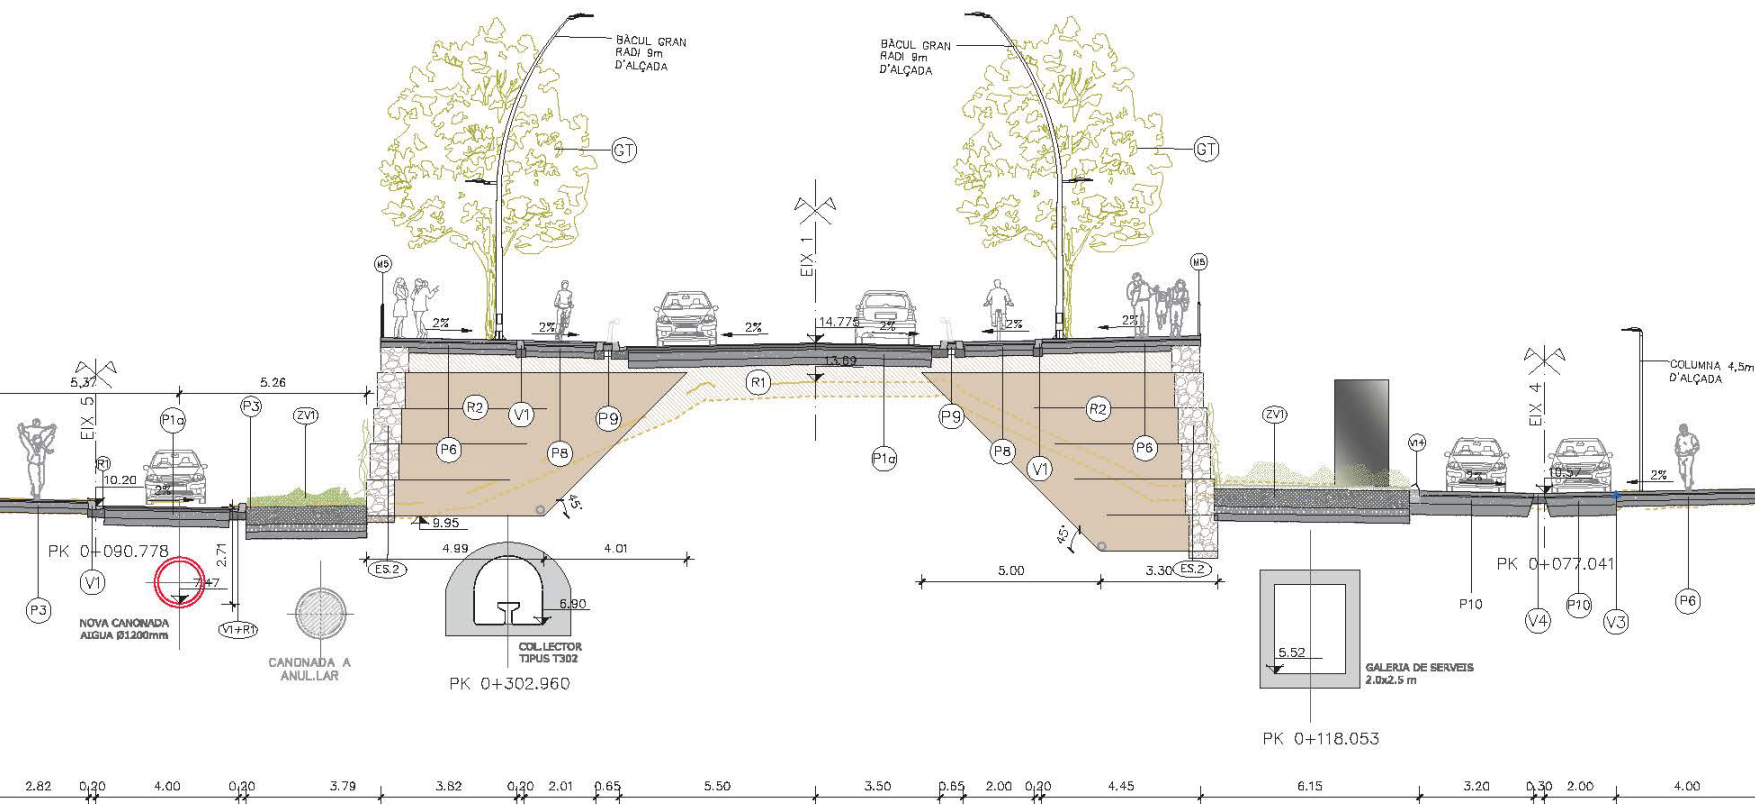 BÀCUL GRAN
RADI 9m
D'ALÇADA
BÀCUL GRAN
RADI 9m
D'ALÇADA
GT
GT
EIX 1
M5
M5
2%
2%
2%
14.775
2%
2%
2%
13.69
COLUMNA 4,5m
D'ALÇADA
5.37
5.26
EIX 5
P1a
P3
ZV1
R1
R2
V1
P9
P6
P8
P1a
P9
P8
V1
R2
P6
ZV1
V14
EIX 4
R1
10.20
2%
2%
10.57
2%
9.95
45°
45°
PK 0+090.778
2.71
7.47
V1
P3
NOVA CANONADA
AIGUA Ø1200mm
V1+R1
CANONADA A
ANUL.LAR
ES.2
4.99
4.01
6.90
COL.LECTOR
TIPUS T302
PK 0+302.960
5.00
3.30
ES.2
5.52
GALERIA DE SERVEIS
2.0x2.5 m
PK 0+118.053
PK 0+077.041
P10
V4
P10
V3
P6
2.82
0.20
4.00
0.20
3.79
3.82
0.20
2.01
0.65
5.50
3.50
0.65
2.00
0.20
4.45
6.15
3.20
0.30
2.00
4.00